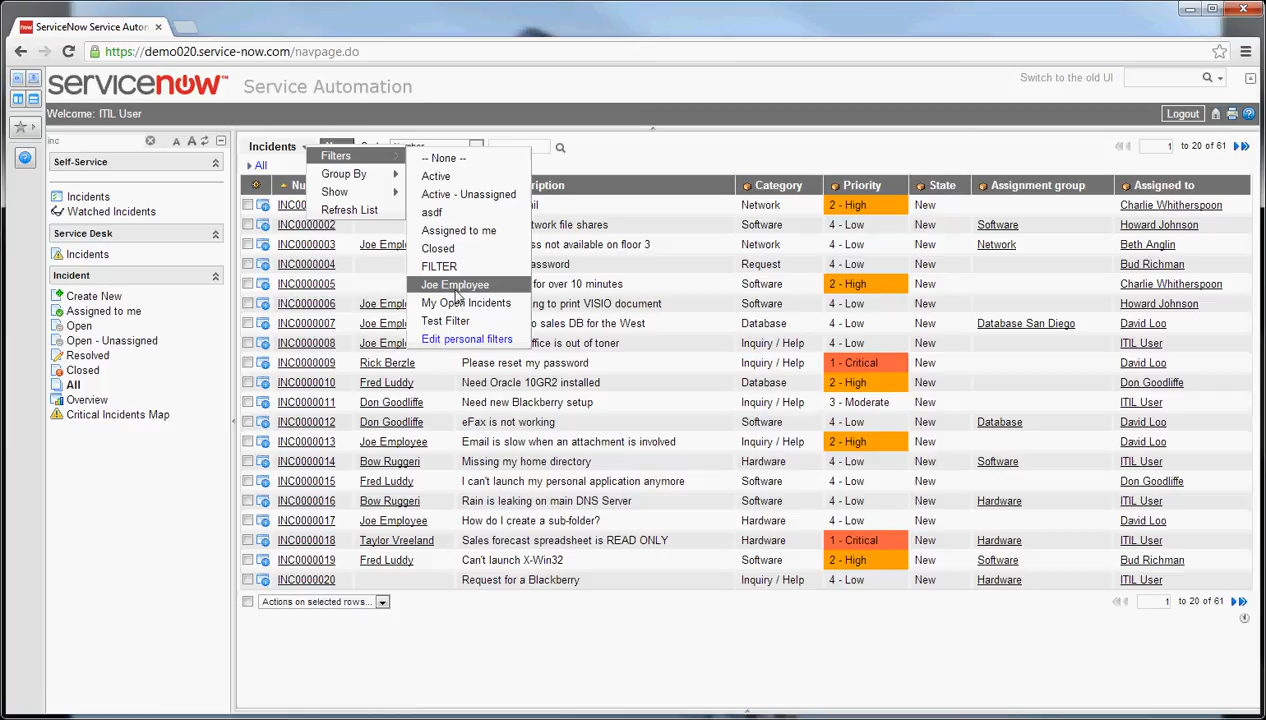 ServiceNow Service Auton
https://demo020.service-now.com/navpage.do
servicenow™ Service Automation
Switch to the old UI
Welcome: ITIL User
Logout
inc
A A
Self-Service
Incidents
Watched Incidents
Service Desk
Incidents
Incident
Create New
Assigned to me
Open
Open - Unassigned
Resolved
Closed
All
Overview
Critical Incidents Map
Incidents
1 to 20 of 61
All
Filters
Group By
Show
Refresh List
-- None --
Active
Active - Unassigned
asdf
Assigned to me
Closed
FILTER
Joe Employee
My Open Incidents
Test Filter
Edit personal filters
Category Priority State Assignment group Assigned to
Network 2 - High New Charlie Whitherspoon
INC0000002 network file shares Software 4 - Low New Software Howard Johnson
INC0000003 Joe Emplo ss not available on floor 3 Network 4 - Low New Network Beth Anglin
INC0000004 Request 4 - Low New Bud Richman
INC0000005 for over 10 minutes Software 2 - High New Charlie Whitherspoon
INC0000006 Joe Emplo ng to print VISIO document Software 4 - Low New Howard Johnson
INC0000007 Joe Emplo o sales DB for the West Database 4 - Low New Database San Diego David Loo
INC0000008 Joe Emplo ffice is out of toner Inquiry / Help 4 - Low New ITIL User
INC0000009 Rick Berzle Please reset my password Inquiry / Help 1 - Critical New David Loo
INC0000010 Fred Luddy Need Oracle 10GR2 installed Database 2 - High New Don Goodliffe
INC0000011 Don Goodliffe Need new Blackberry setup Inquiry / Help 3 - Moderate New ITIL User
INC0000012 Don Goodliffe eFax is not working Software 4 - Low New Database David Loo
INC0000013 Joe Employee Email is slow when an attachment is involved Inquiry / Help 2 - High New David Loo
INC0000014 Bow Ruggeri Missing my home directory Hardware 4 - Low New Software ITIL User
INC0000015 Fred Luddy I can't launch my personal application anymore Software 4 - Low New Don Goodliffe
INC0000016 Bow Ruggeri Rain is leaking on main DNS Server Software 4 - Low New Hardware ITIL User
INC0000017 Joe Employee How do I create a sub-folder? Hardware 4 - Low New David Loo
INC0000018 Taylor Vreeland Sales forecast spreadsheet is READ ONLY Hardware 1 - Critical New Hardware ITIL User
INC0000019 Fred Luddy Can't launch X-Win32 Software 2 - High New Software Bud Richman
INC0000020 Request for a Blackberry Inquiry / Help 4 - Low New Hardware ITIL User
Actions on selected rows...
1 to 20 of 61